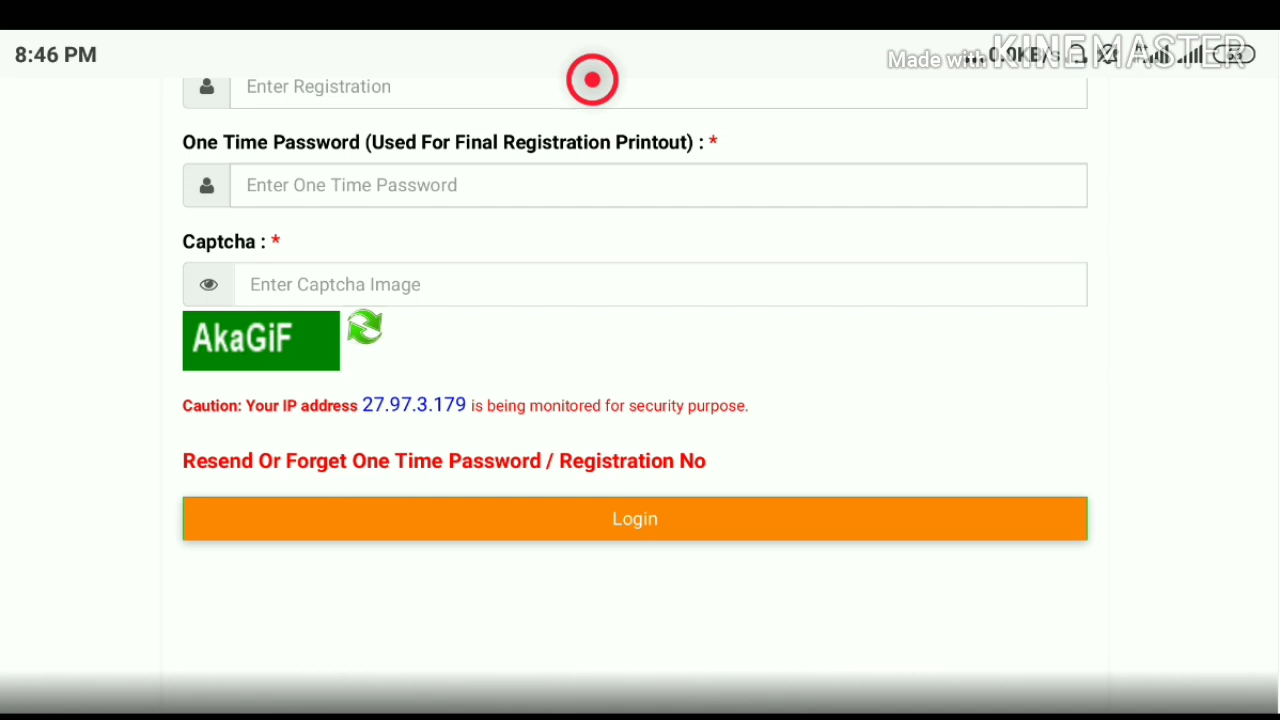 8:46 PM
Made with KINEMASTER
0.0KB/s
Enter Registration
One Time Password (Used For Final Registration Printout) : *
Enter One Time Password
Captcha : *
Enter Captcha Image
AkaGiF
Caution: Your IP address 27.97.3.179 is being monitored for security purpose.
Resend Or Forget One Time Password / Registration No
Login